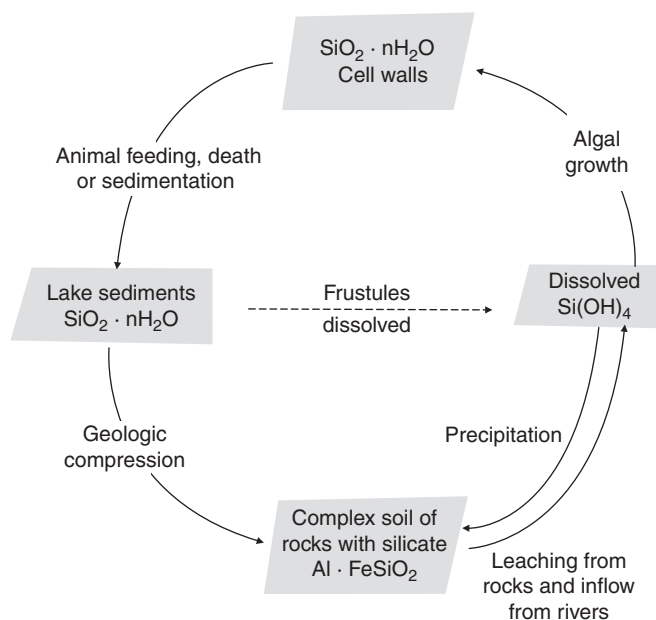 SiO₂ · nH₂O
Cell walls
Animal feeding, death
or sedimentation
Algal
growth
Lake sediments
SiO₂ · nH₂O
Frustules
dissolved
Dissolved
Si(OH)₄
Geologic
compression
Precipitation
Complex soil of
rocks with silicate
Al · FeSiO₂
Leaching from
rocks and inflow
from rivers